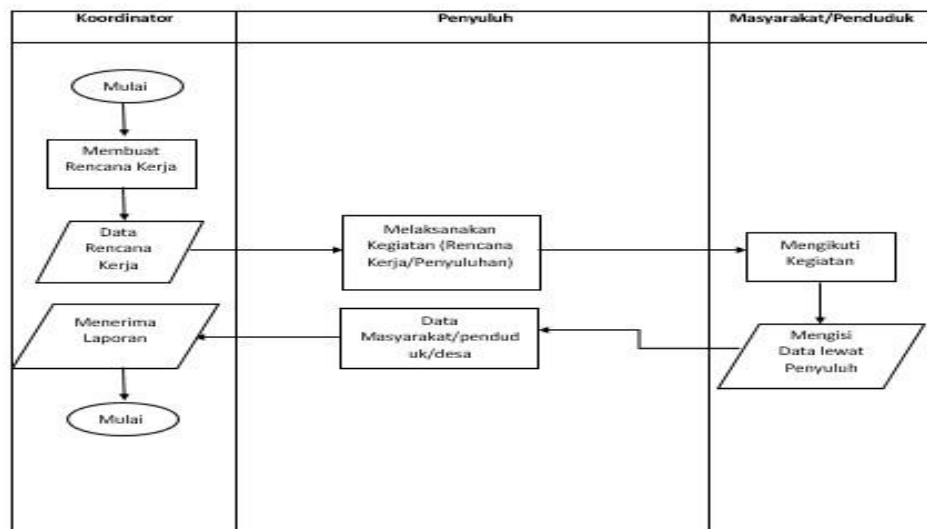 Koordinator
Penyuluh
Masyarakat/Penduduk
Mulai
Membuat
Rencana Kerja
Data
Rencana
Kerja
Melaksanakan
Kegiatan (Rencana
Kerja/Penyuluhan)
Mengikuti
Kegiatan
Mengisi
Data lewat
Penyuluh
Data
Masyarakat/pendud
uk/desa
Menerima
Laporan
Mulai